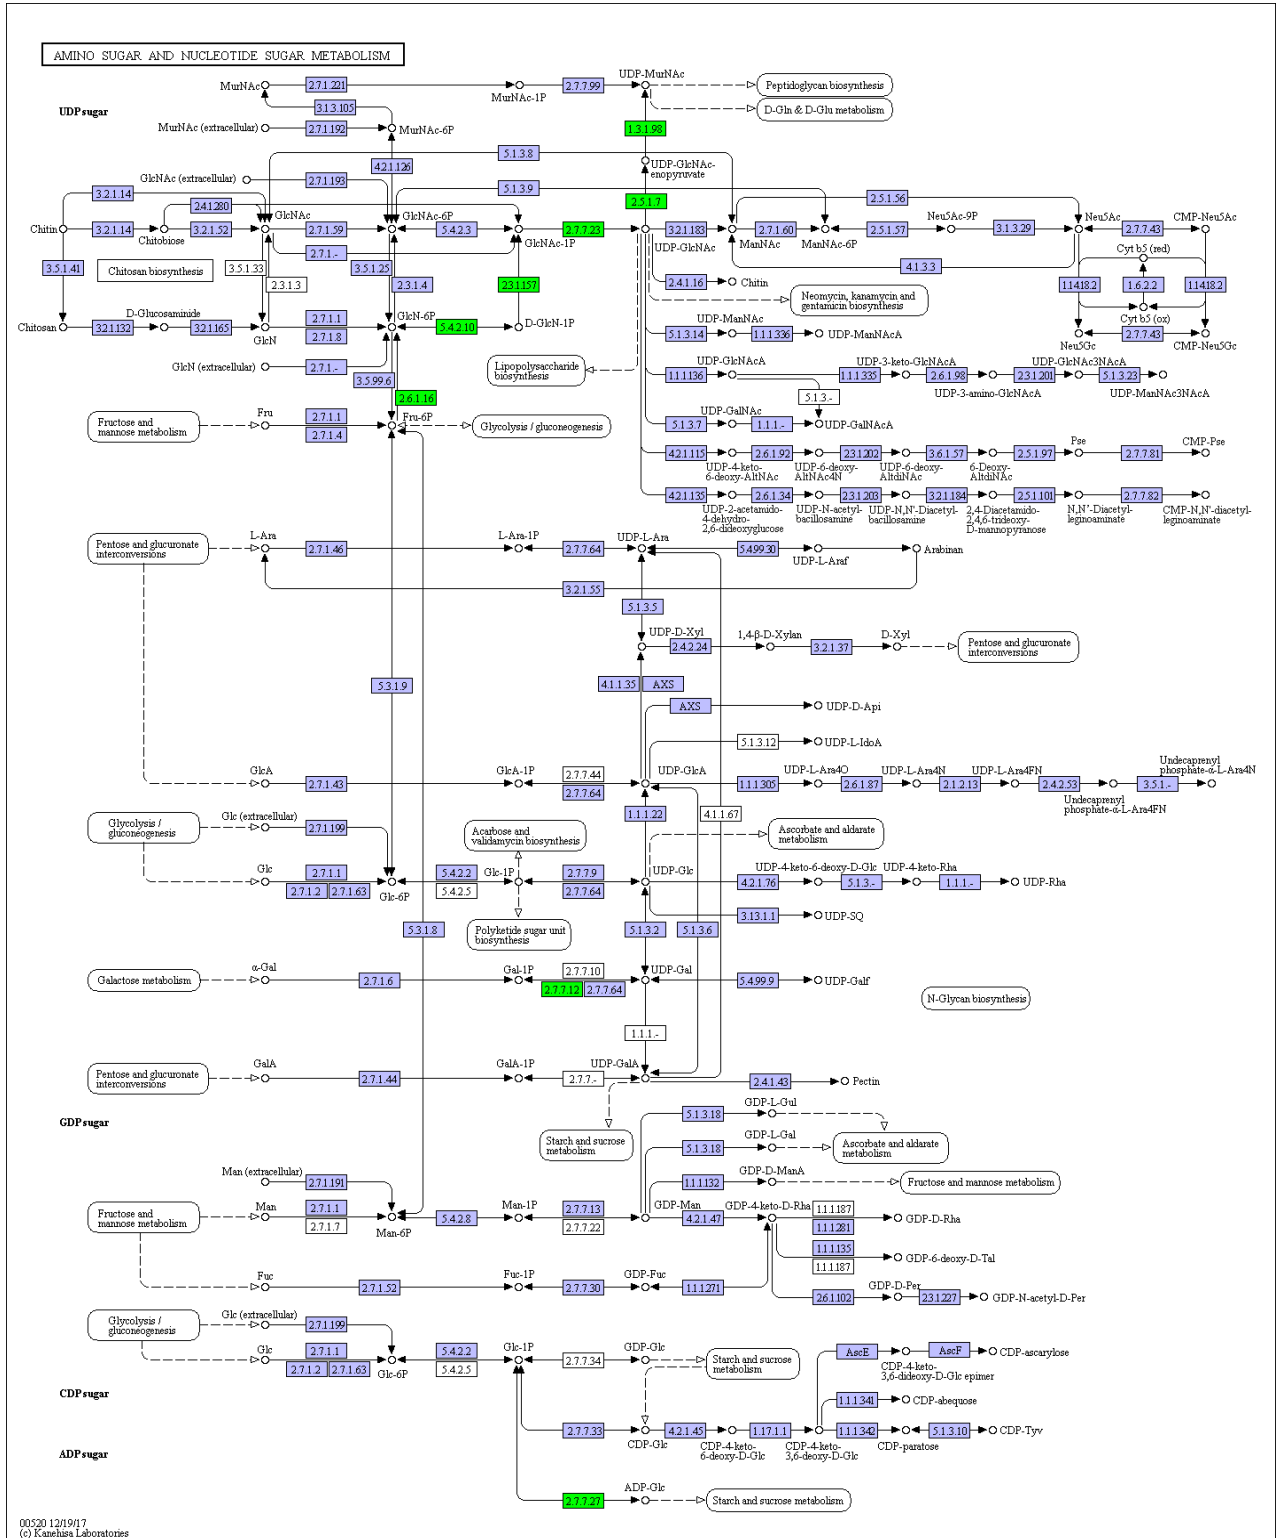 AMINO SUGAR AND NUCLEOTIDE SUGAR METABOLISM
MurNAc
2.7.1.221
MurNAc-1P
2.7.7.99
UDP-MurNAc
Peptidoglycan biosynthesis
UDP sugar
3.1.3.105
D-Gln & D-Glu metabolism
MurNAc (extracellular)
2.7.1.192
MurNAc-6P
1.3.1.98
4.2.1.126
5.1.3.8
UDP-GlcNAc-
enopyruvate
GlcNAc (extracellular)
2.7.1.193
5.1.3.9
3.2.1.14
2.4.1.280
2.5.1.7
2.5.1.56
Chitin
3.2.1.14
Chitobiose
3.2.1.52
GlcNAc
2.7.1.59
GlcNAc-6P
5.4.2.3
GlcNAc-1P
2.7.7.23
UDP-GlcNAc
3.2.1.183
ManNAc
2.7.1.60
ManNAc-6P
2.5.1.57
Neu5Ac-9P
3.1.3.29
Neu5Ac
2.7.7.43
CMP-Neu5Ac
2.7.1.-
3.5.1.41
Chitosan biosynthesis
3.5.1.33
2.3.1.3
3.5.1.25
2.3.1.4
2.3.1.157
4.1.3.3
Cyt b5 (red)
2.4.1.16
Chitin
1.14.18.2
1.6.2.2
1.14.18.2
Neomycin, kanamycin and
gentamicin biosynthesis
Cyt b5 (ox)
Chitosan
3.2.1.132
D-Glucosaminide
3.2.1.165
GlcN
2.7.1.1
2.7.1.8
GlcN-6P
5.4.2.10
D-GlcN-1P
5.1.3.14
UDP-ManNAc
1.1.1.336
UDP-ManNAcA
Neu5Gc
2.7.7.43
CMP-Neu5Gc
GlcN (extracellular)
2.7.1.-
3.5.99.6
Lipopolysaccharide
biosynthesis
1.1.1.136
UDP-GlcNAcA
1.1.1.335
UDP-3-keto-GlcNAcA
2.6.1.98
UDP-3-amino-GlcNAcA
2.3.1.201
UDP-GlcNAc3NAcA
5.1.3.23
UDP-ManNAc3NAcA
2.6.1.16
5.1.3.-
Fructose and
mannose metabolism
Fru
2.7.1.1
2.7.1.4
Fru-6P
Glycolysis / gluconeogenesis
5.1.3.7
UDP-GalNAc
1.1.1.-
UDP-GalNAcA
4.2.1.115
UDP-4-keto-
6-deoxy-AltNAc
2.6.1.92
UDP-6-deoxy-
AltNAc4N
2.3.1.202
UDP-6-deoxy-
AltdiNAc
3.6.1.57
6-Deoxy-
AltdiNAc
2.5.1.97
Pse
2.7.7.81
CMP-Pse
4.2.1.135
UDP-2-acetamido-
4-dehydro-
2,6-dideoxyglucose
2.6.1.34
UDP-N-acetyl-
bacillosamine
2.3.1.203
UDP-N,N'-Diacetyl-
bacillosamine
3.2.1.184
2,4-Diacetamido-
2,4,6-trideoxy-
D-mannopyranose
2.5.1.101
N,N'-Diacetyl-
leginoaminate
2.7.7.82
CMP-N,N'-diacetyl-
leginoaminate
Pentose and glucuronate
interconversions
L-Ara
2.7.1.46
L-Ara-1P
2.7.7.64
UDP-L-Ara
5.4.99.30
UDP-L-Araf
Arabinan
3.2.1.55
5.1.3.5
UDP-D-Xyl
2.4.2.24
1,4-β-D-Xylan
3.2.1.37
D-Xyl
Pentose and glucuronate
interconversions
5.3.1.9
4.1.1.35
AXS
AXS
UDP-D-Api
5.1.3.12
UDP-L-IdoA
GlcA
2.7.1.43
GlcA-1P
2.7.7.44
2.7.7.64
UDP-GlcA
1.1.1.305
UDP-L-Ara4O
2.6.1.87
UDP-L-Ara4N
2.1.2.13
UDP-L-Ara4FN
2.4.2.53
Undecaprenyl
phosphate-α-L-Ara4FN
3.5.1.-
Undecaprenyl
phosphate-α-L-Ara4N
Glycolysis /
gluconeogenesis
Glc (extracellular)
2.7.1.199
Acarbose and
validamycin biosynthesis
1.1.1.22
4.1.1.67
Ascorbate and aldarate
metabolism
Glc
2.7.1.1
2.7.1.2
2.7.1.63
Glc-6P
5.4.2.2
5.4.2.5
Glc-1P
2.7.7.9
2.7.7.64
UDP-Glc
4.2.1.76
UDP-4-keto-6-deoxy-D-Glc
5.1.3.-
UDP-4-keto-Rha
1.1.1.-
UDP-Rha
3.13.1.1
UDP-SQ
5.3.1.8
Polyketide sugar unit
biosynthesis
5.1.3.2
5.1.3.6
Galactose metabolism
α-Gal
2.7.1.6
Gal-1P
2.7.7.10
2.7.7.12
2.7.7.64
UDP-Gal
5.4.99.9
UDP-Galf
N-Glycan biosynthesis
1.1.1.-
Pentose and glucuronate
interconversions
GalA
2.7.1.44
GalA-1P
2.7.7.-
UDP-GalA
2.4.1.43
Pectin
GDP sugar
Starch and sucrose
metabolism
5.1.3.18
GDP-L-Gul
5.1.3.18
GDP-L-Gal
Ascorbate and aldarate
metabolism
Man (extracellular)
2.7.1.191
1.1.1.132
GDP-D-ManA
Fructose and mannose metabolism
Fructose and
mannose metabolism
Man
2.7.1.1
2.7.1.7
Man-6P
5.4.2.8
Man-1P
2.7.7.13
2.7.7.22
GDP-Man
4.2.1.47
GDP-4-keto-D-Rha
1.1.1.187
1.1.1.281
GDP-D-Rha
1.1.1.135
1.1.1.187
GDP-6-deoxy-D-Tal
Fuc
2.7.1.52
Fuc-1P
2.7.7.30
GDP-Fuc
1.1.1.271
2.6.1.102
GDP-D-Per
2.3.1.227
GDP-N-acetyl-D-Per
Glycolysis /
gluconeogenesis
Glc (extracellular)
2.7.1.199
Glc
2.7.1.1
2.7.1.2
2.7.1.63
Glc-6P
5.4.2.2
5.4.2.5
Glc-1P
2.7.7.34
GDP-Glc
Starch and sucrose
metabolism
AscE
CDP-4-keto-
3,6-dideoxy-D-Glc epimer
AscF
CDP-ascarylose
CDP sugar
1.1.1.341
CDP-abequose
2.7.7.33
CDP-Glc
4.2.1.45
CDP-4-keto-
6-deoxy-D-Glc
1.17.1.1
CDP-4-keto-
3,6-dideoxy-D-Glc
1.1.1.342
CDP-paratose
5.1.3.10
CDP-Tyv
ADP sugar
2.7.7.27
ADP-Glc
Starch and sucrose metabolism
00520 12/19/17
(c) Kanehisa Laboratories